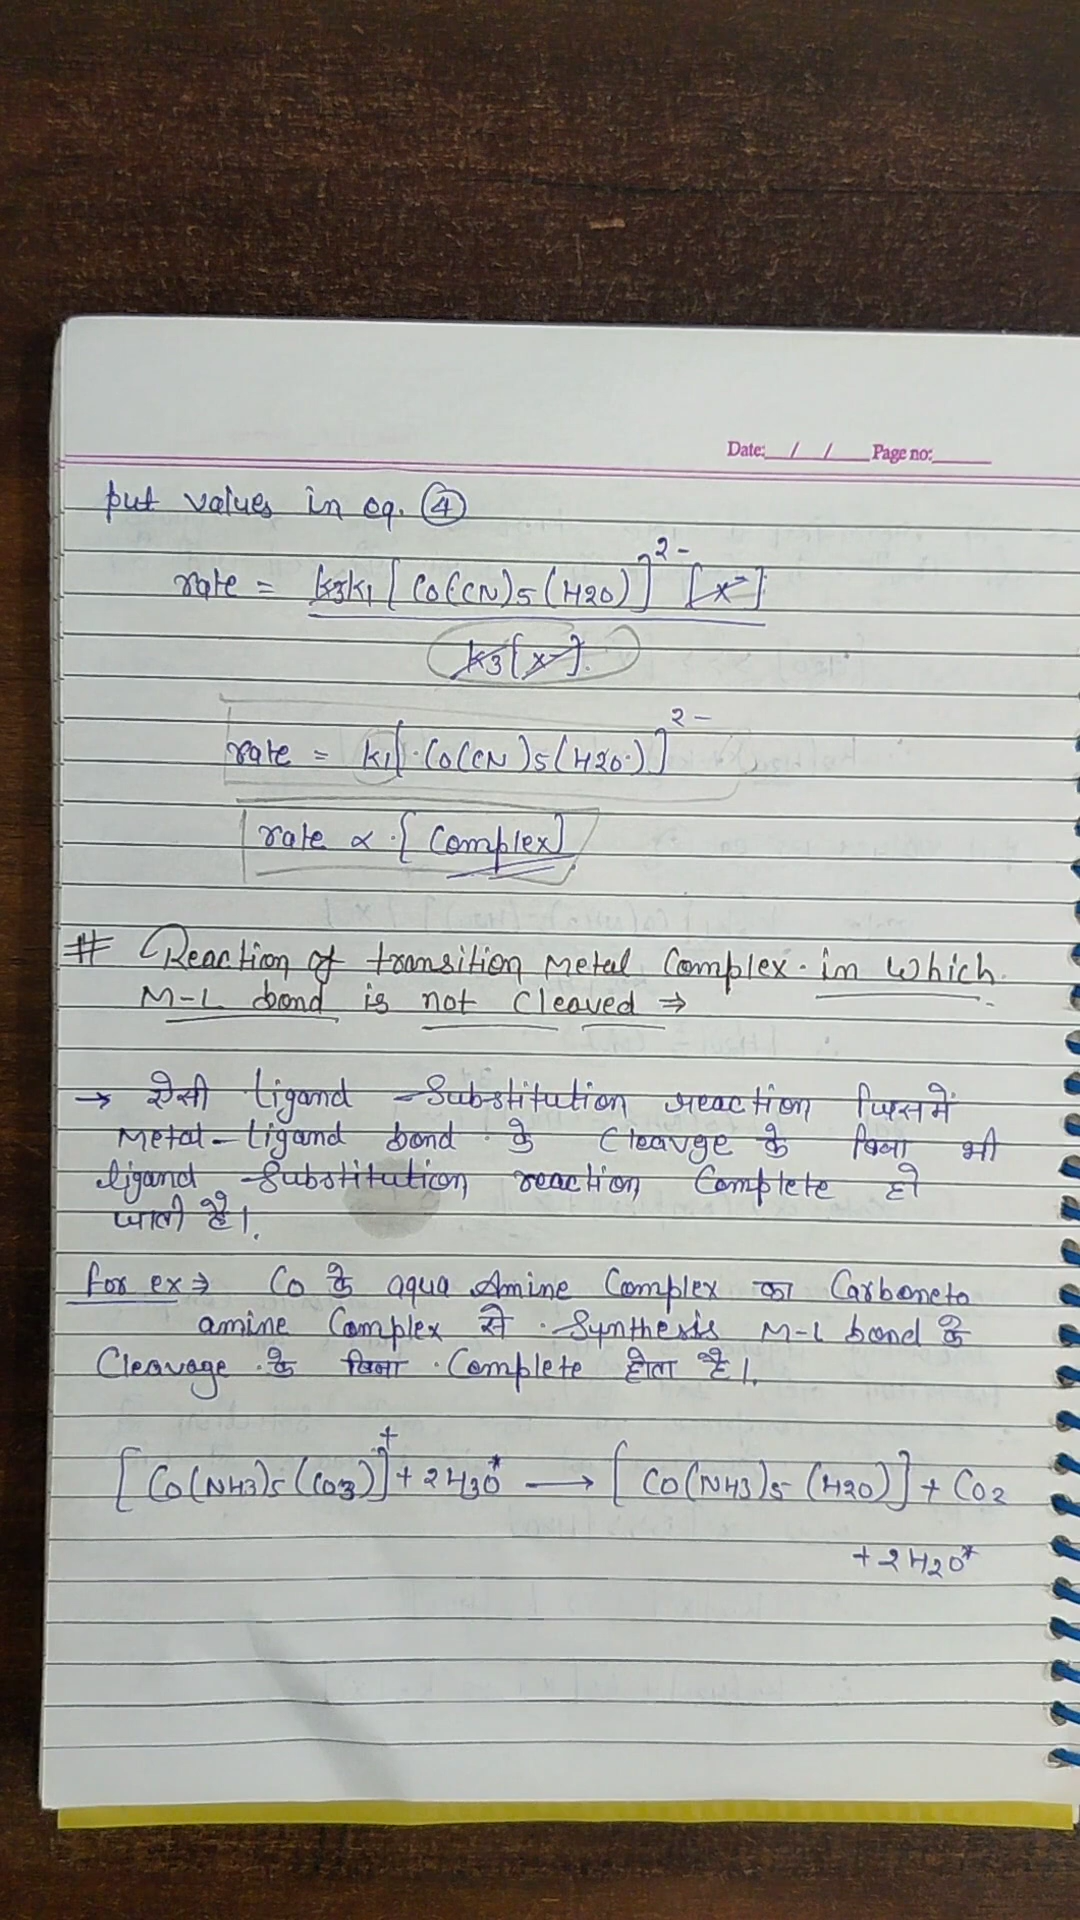 Date: / / Page no:
put values in eq. ④
rate = k3k1 [Co(CN)5(H2O)]2- [x-]
k3[x-].
rate = k1[Co(CN)5(H2O)]2-
rate ∝ [Complex]
# Reaction of transition metal Complex in which
M-L bond is not Cleaved ⇒
→ ऐसी Ligand Substitution reaction जिसमें
Metal-Ligand bond के Cleavge के बिना भी
ligand Substitution reaction Complete हो
जाती है।
for ex ⇒ Co के aqua Amine Complex का Carboneto
amine Complex से Synthesis M-L bond के
Cleavage के बिना Complete होता है।
[Co(NH3)5(CO3)]+ + 2H3O* → [Co(NH3)5(H2O)] + CO2
+ 2H2O*